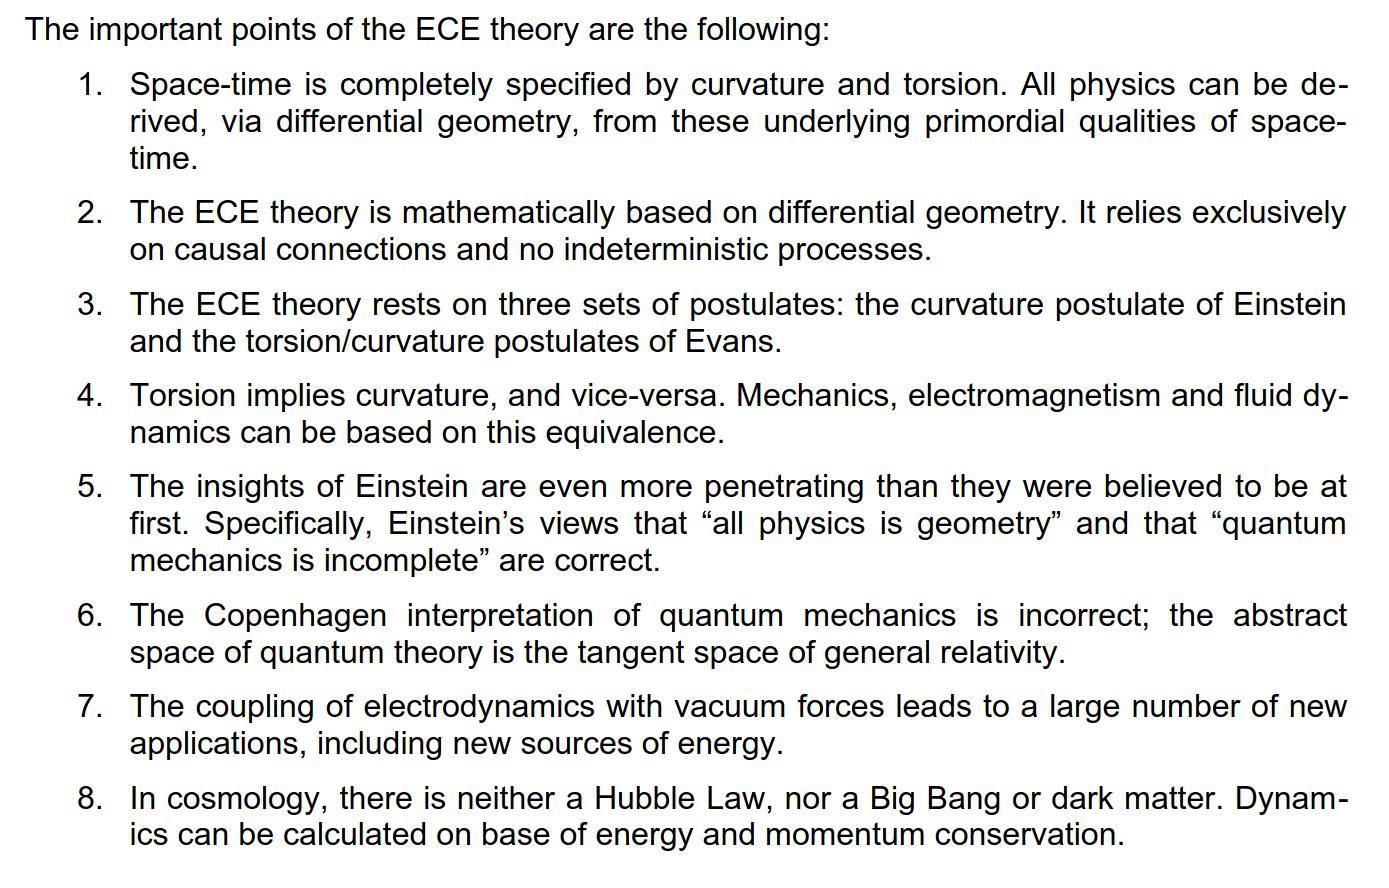 The important points of the ECE theory are the following:
1. Space-time is completely specified by curvature and torsion. All physics can be de-
rived, via differential geometry, from these underlying primordial qualities of space-
time.
2. The ECE theory is mathematically based on differential geometry. It relies exclusively
on causal connections and no indeterministic processes.
3. The ECE theory rests on three sets of postulates: the curvature postulate of Einstein
and the torsion/curvature postulates of Evans.
4. Torsion implies curvature, and vice-versa. Mechanics, electromagnetism and fluid dy-
namics can be based on this equivalence.
5. The insights of Einstein are even more penetrating than they were believed to be at
first. Specifically, Einstein’s views that “all physics is geometry” and that “quantum
mechanics is incomplete” are correct.
6. The Copenhagen interpretation of quantum mechanics is incorrect; the abstract
space of quantum theory is the tangent space of general relativity.
7. The coupling of electrodynamics with vacuum forces leads to a large number of new
applications, including new sources of energy.
8. In cosmology, there is neither a Hubble Law, nor a Big Bang or dark matter. Dynam-
ics can be calculated on base of energy and momentum conservation.